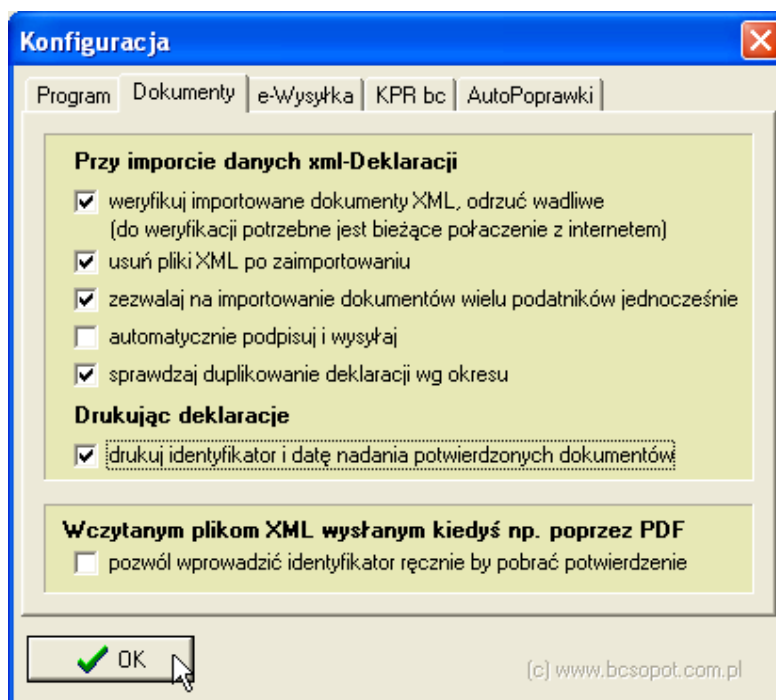 Konfiguracja
Program Dokumenty e-Wysyłka KPR bc AutoPoprawki
Przy imporcie danych xml-Deklaracji
weryfikuj importowane dokumenty XML, odrzuć wadliwe
(do weryfikacji potrzebne jest bieżące połaczenie z internetem)
usuń pliki XML po zaimportowaniu
zezwalaj na importowanie dokumentów wielu podatników jednocześnie
automatycznie podpisuj i wysyłaj
sprawdzaj duplikowanie deklaracji wg okresu
Drukując deklaracje
drukuj identyfikator i datę nadania potwierdzonych dokumentów
Wczytanym plikom XML wysłanym kiedyś np. poprzez PDF
pozwól wprowadzić identyfikator ręcznie by pobrać potwierdzenie
OK
(c) www.bcsopot.com.pl